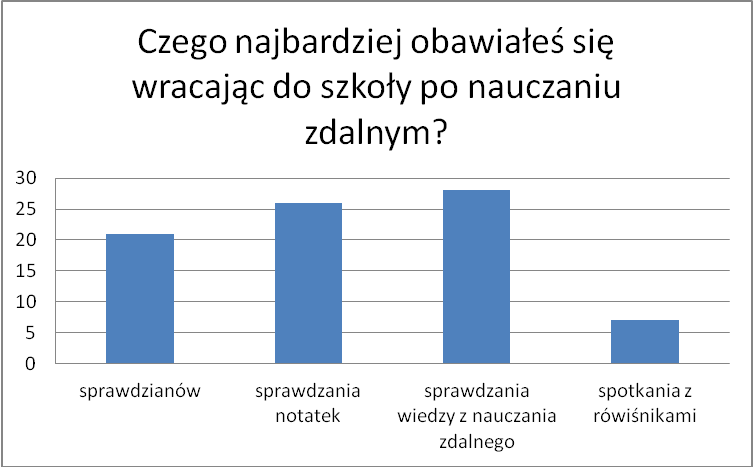 Czego najbardziej obawiałeś się
wracając do szkoły po nauczaniu
zdalnym?
30
25
20
15
10
5
0
sprawdzianów
sprawdzania
notatek
sprawdzania
wiedzy z nauczania
zdalnego
spotkania z
rówiśnikami